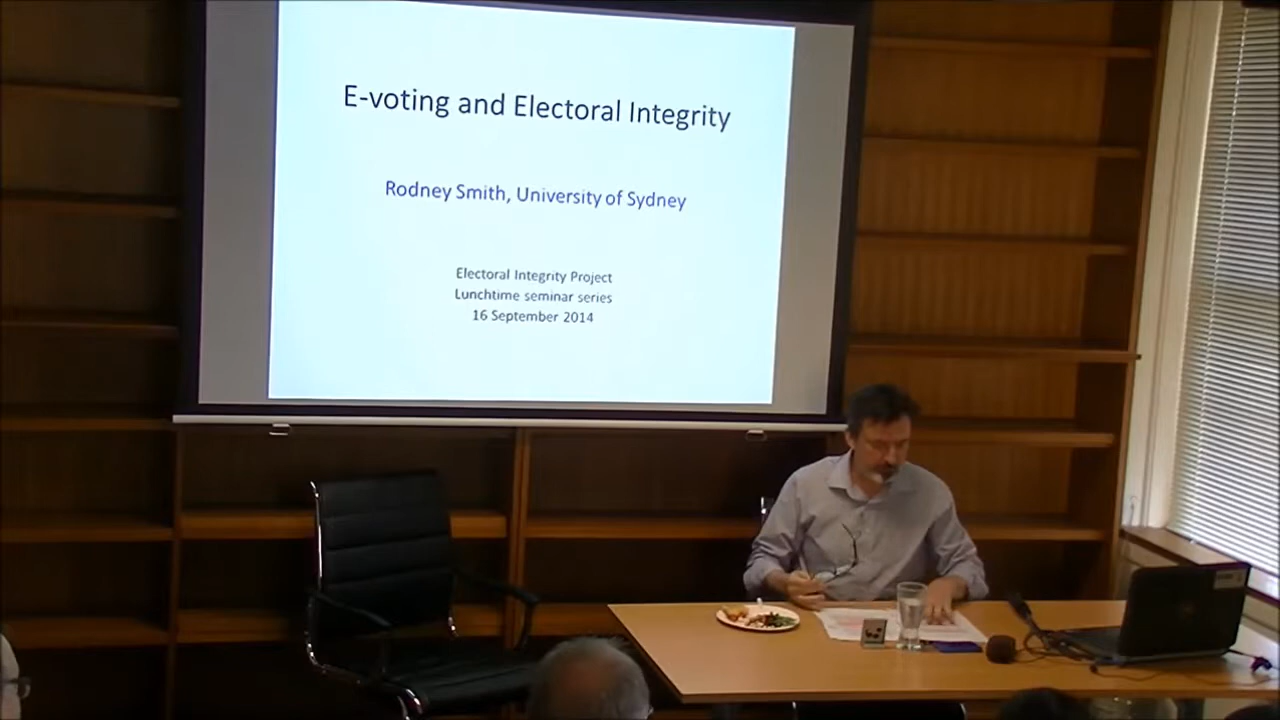 E-voting and Electoral Integrity
Rodney Smith, University of Sydney
Electoral Integrity Project
Lunchtime seminar series
16 September 2014